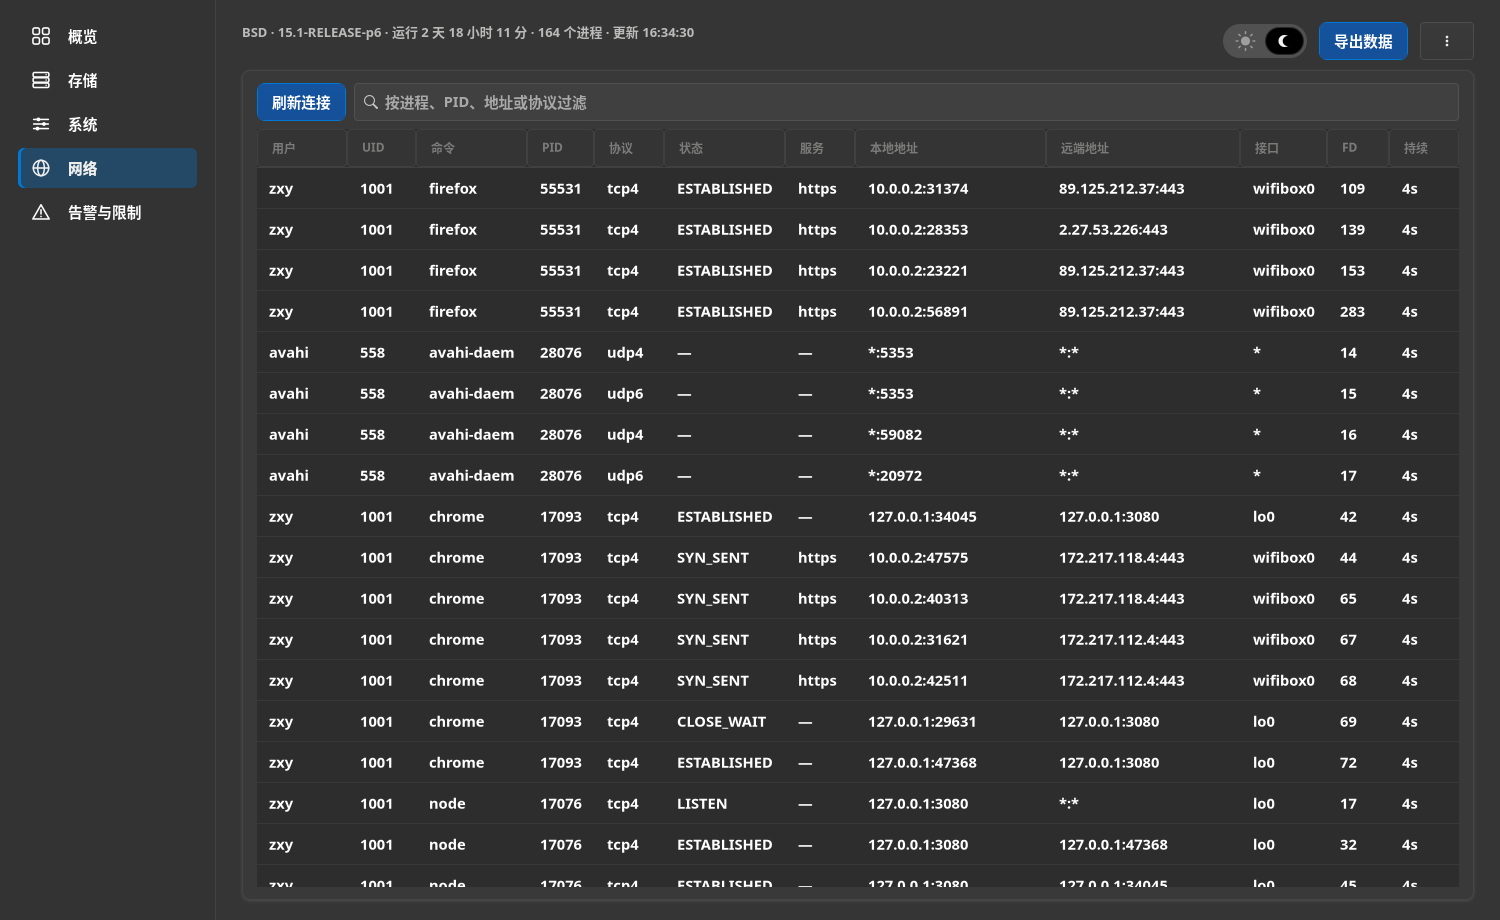 概览
存储
系统
网络
告警与限制
BSD · 15.1-RELEASE-p6 · 运行 2 天 18 小时 11 分 · 164 个进程 · 更新 16:34:30
导出数据
刷新连接
按进程、PID、地址或协议过滤
用户 UID 命令 PID 协议 状态 服务 本地地址 远端地址 接口 FD 持续
zxy 1001 firefox 55531 tcp4 ESTABLISHED https 10.0.0.2:31374 89.125.212.37:443 wifibox0 109 4s
zxy 1001 firefox 55531 tcp4 ESTABLISHED https 10.0.0.2:28353 2.27.53.226:443 wifibox0 139 4s
zxy 1001 firefox 55531 tcp4 ESTABLISHED https 10.0.0.2:23221 89.125.212.37:443 wifibox0 153 4s
zxy 1001 firefox 55531 tcp4 ESTABLISHED https 10.0.0.2:56891 89.125.212.37:443 wifibox0 283 4s
avahi 558 avahi-daem 28076 udp4 — — *:5353 *:* * 14 4s
avahi 558 avahi-daem 28076 udp6 — — *:5353 *:* * 15 4s
avahi 558 avahi-daem 28076 udp4 — — *:59082 *:* * 16 4s
avahi 558 avahi-daem 28076 udp6 — — *:20972 *:* * 17 4s
zxy 1001 chrome 17093 tcp4 ESTABLISHED — 127.0.0.1:34045 127.0.0.1:3080 lo0 42 4s
zxy 1001 chrome 17093 tcp4 SYN_SENT https 10.0.0.2:47575 172.217.118.4:443 wifibox0 44 4s
zxy 1001 chrome 17093 tcp4 SYN_SENT https 10.0.0.2:40313 172.217.118.4:443 wifibox0 65 4s
zxy 1001 chrome 17093 tcp4 SYN_SENT https 10.0.0.2:31621 172.217.112.4:443 wifibox0 67 4s
zxy 1001 chrome 17093 tcp4 SYN_SENT https 10.0.0.2:42511 172.217.112.4:443 wifibox0 68 4s
zxy 1001 chrome 17093 tcp4 CLOSE_WAIT — 127.0.0.1:29631 127.0.0.1:3080 lo0 69 4s
zxy 1001 chrome 17093 tcp4 ESTABLISHED — 127.0.0.1:47368 127.0.0.1:3080 lo0 72 4s
zxy 1001 node 17076 tcp4 LISTEN — 127.0.0.1:3080 *:* lo0 17 4s
zxy 1001 node 17076 tcp4 ESTABLISHED — 127.0.0.1:3080 127.0.0.1:47368 lo0 32 4s
zxy 1001 node 17076 tcp4 ESTABLISHED — 127.0.0.1:3080 127.0.0.1:34045 lo0 45 4s